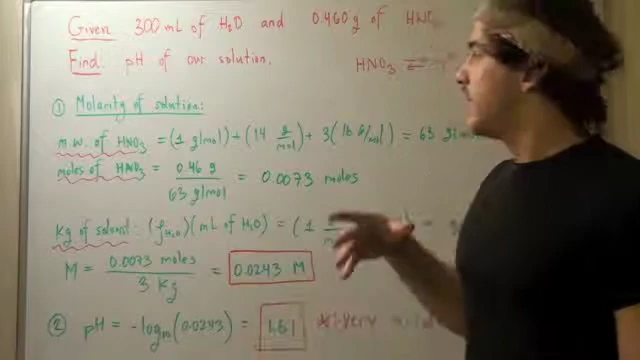 Given 300 mL of H2O and 0.460 g of HNO
Find: pH of our solution. HNO3 ⇌
① Molarity of solution:
m.w. of HNO3 = (1 g/mol) + (14 g/mol) + 3(16 g/mol) = 63 g/mol
moles of HNO3 = 0.46 g / 63 g/mol = 0.0073 moles
Kg of solvent: (ρH2O)(mL of H2O) = (1
M = 0.0073 moles / 3 Kg = 0.0243 M
② pH = -log10(0.0243) = 1.61